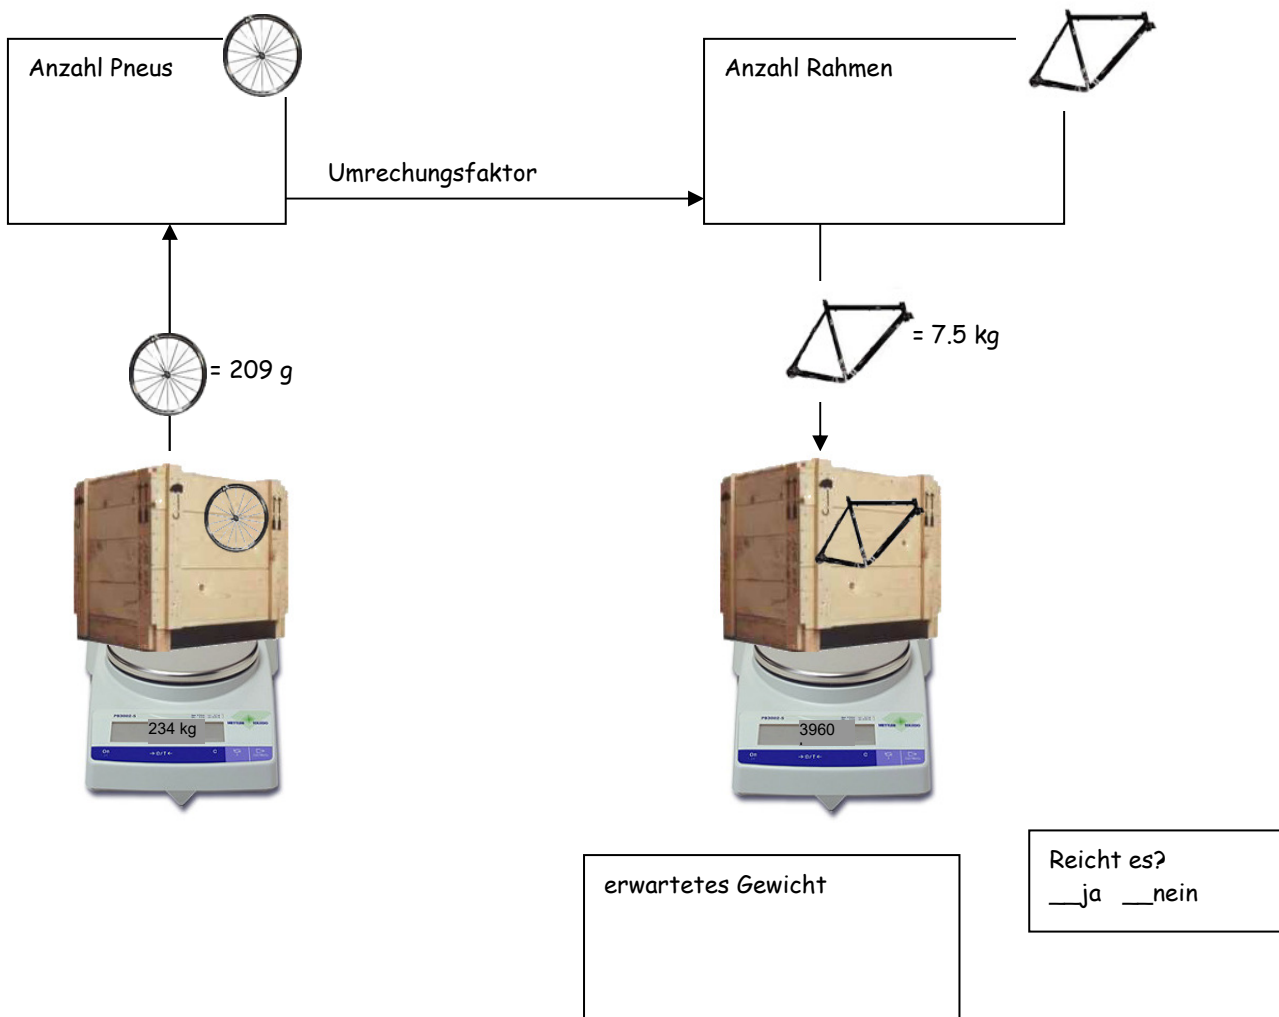 Anzahl Pneus
Anzahl Rahmen
Umrechungsfaktor
= 7.5 kg
= 209 g
234 kg
3960
erwartetes Gewicht
Reicht es?
__ja __nein